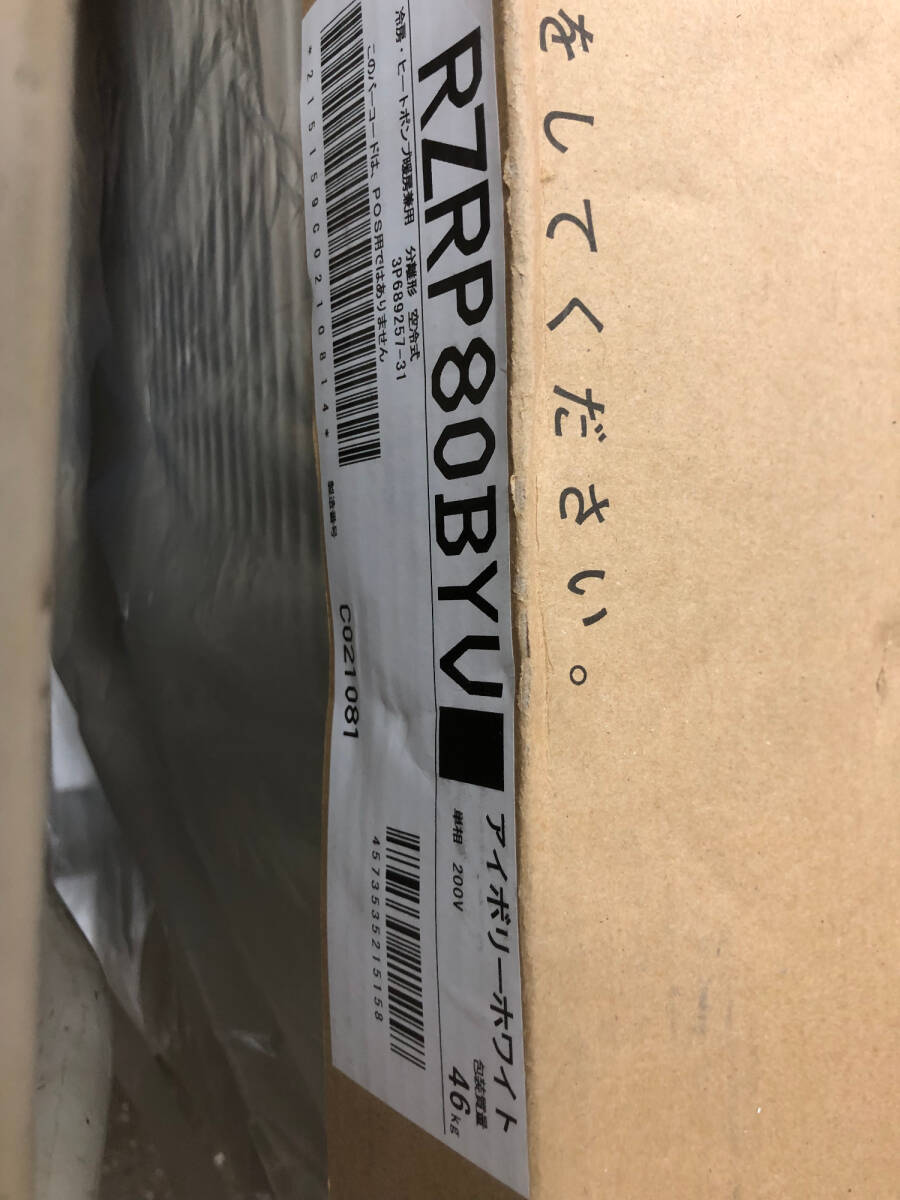 をしてください。
RZRP80BYV
アイボリーホワイト
冷房・ヒートポンプ暖房兼用 分離形 空冷式
3P689257-31
単相 200V
包装質量
46kg
このバーコードは、POS用ではありません
*21519C0210814*
製造番号
C021081
4573535215158